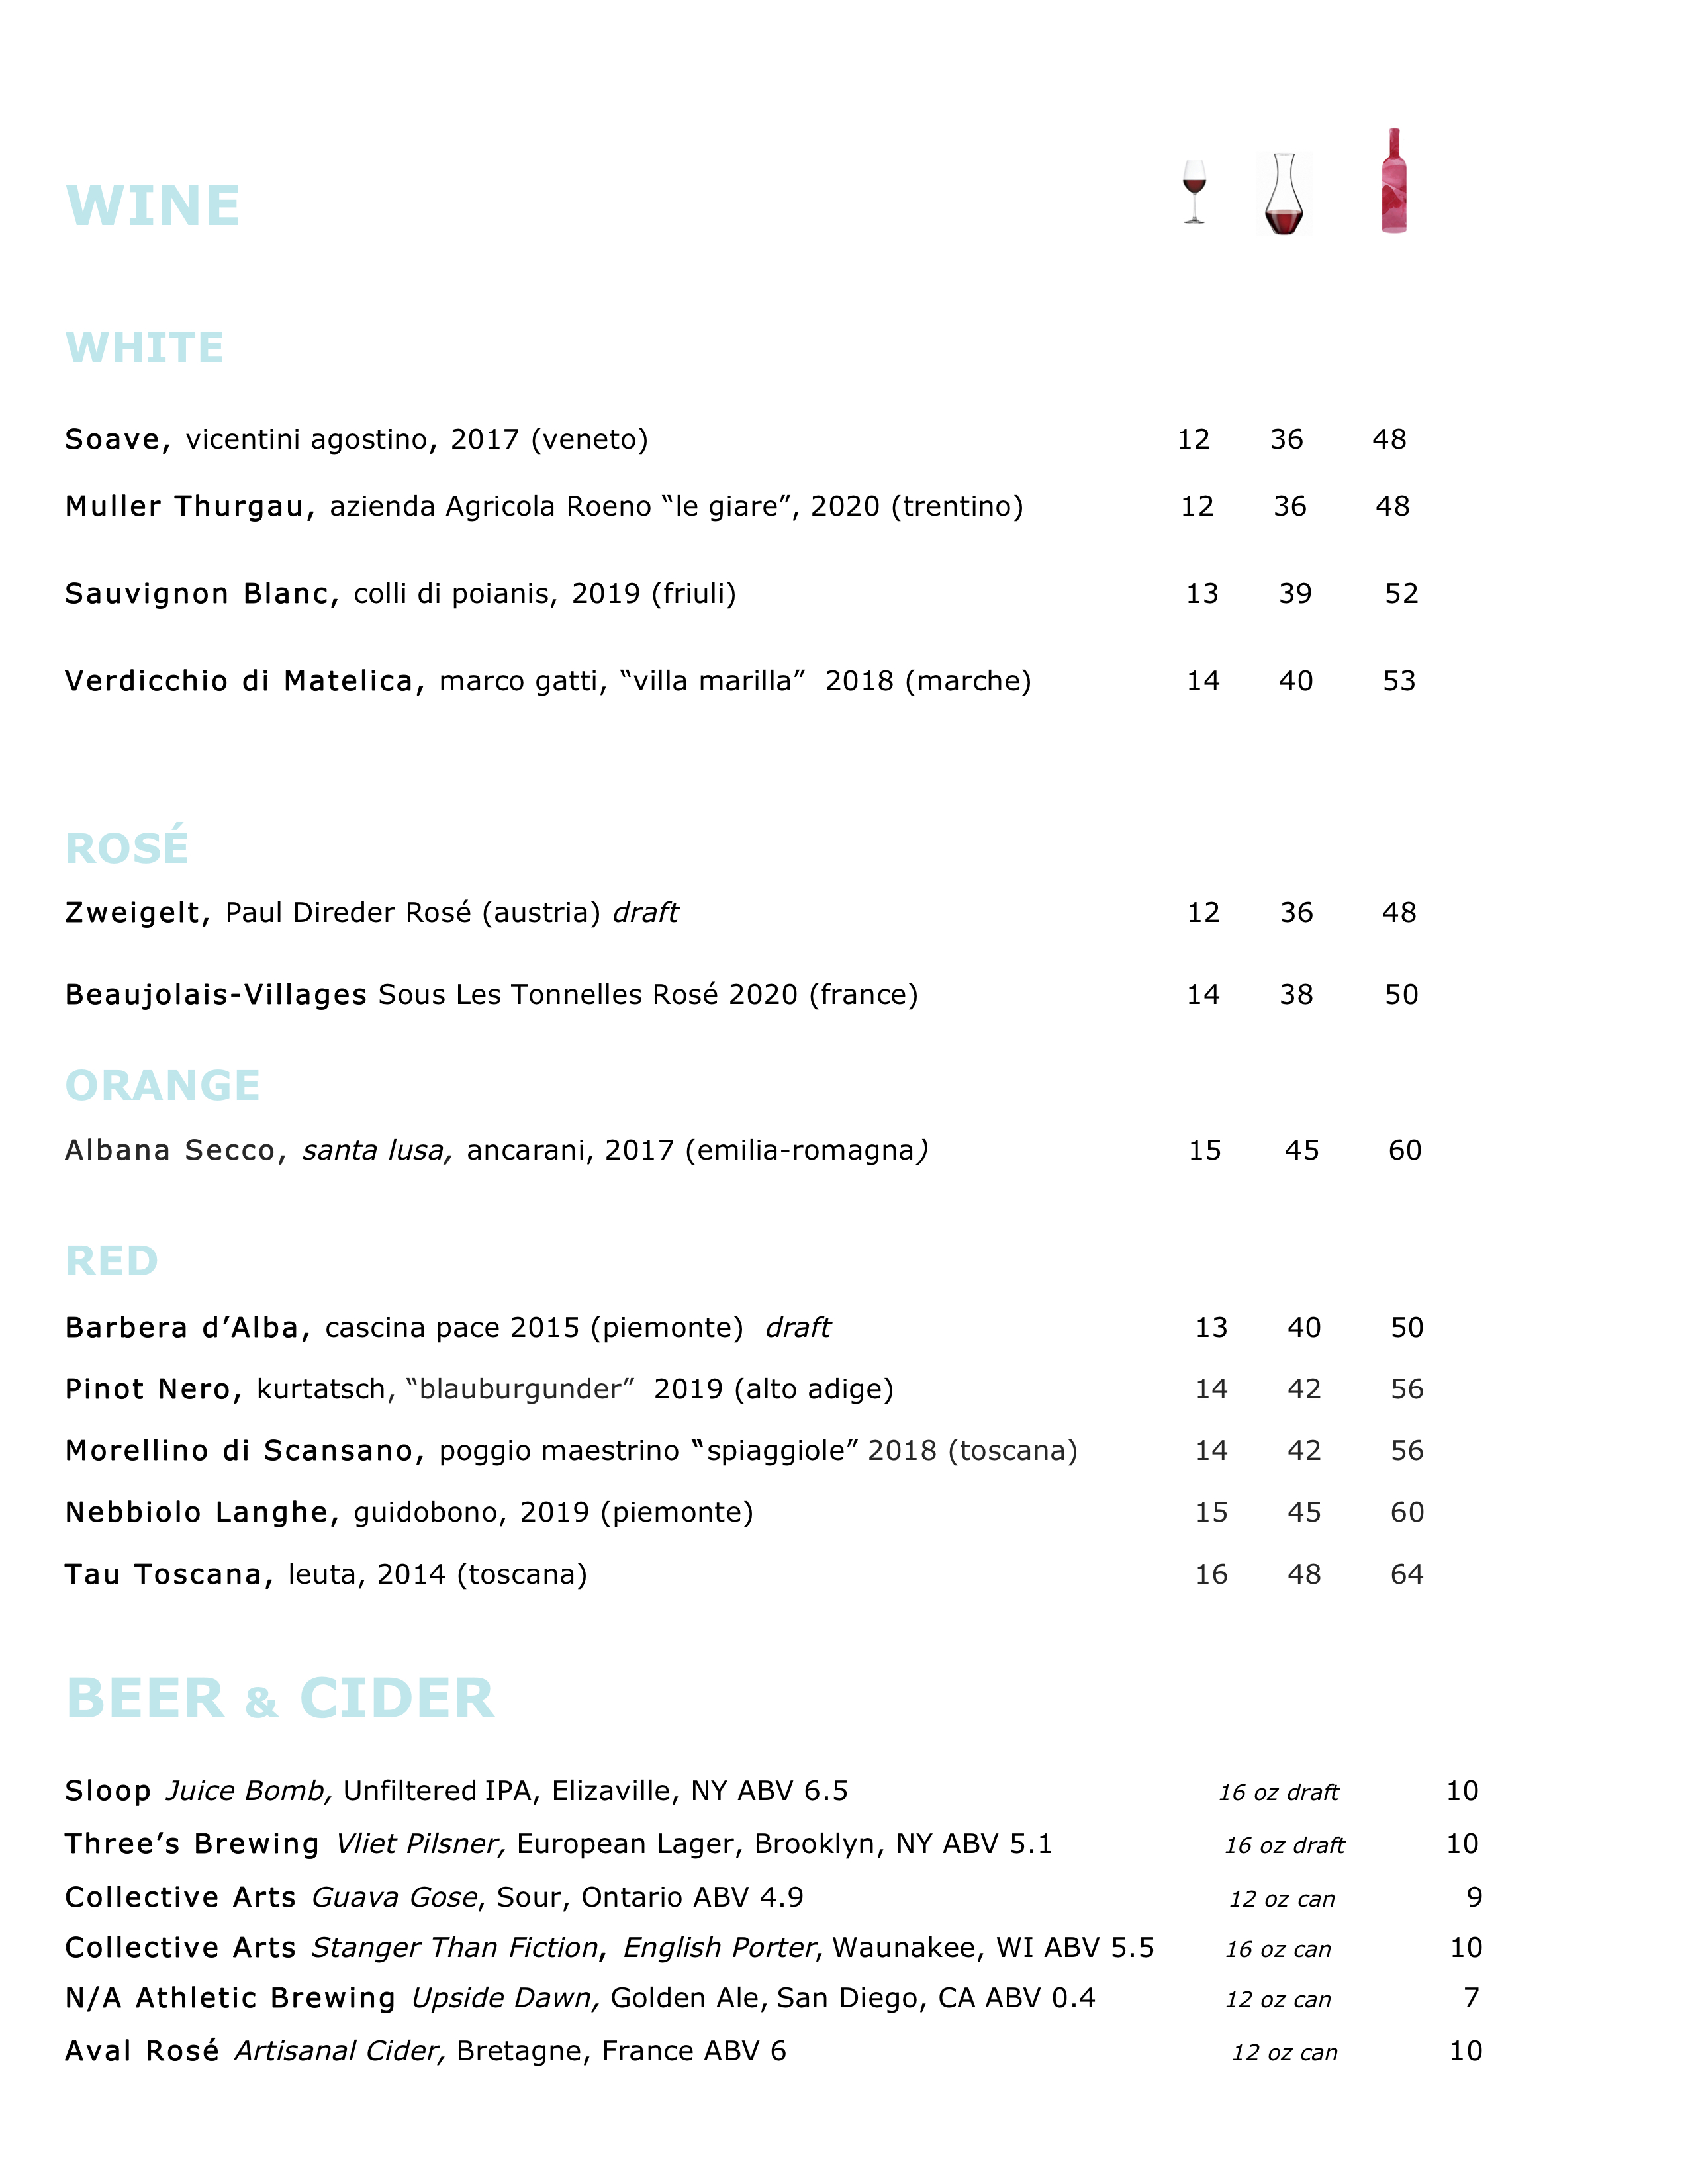 WINE
WHITE
Soave, vicentini agostino, 2017 (veneto) 12 36 48
Muller Thurgau, azienda Agricola Roeno “le giare”, 2020 (trentino) 12 36 48
Sauvignon Blanc, colli di poianis, 2019 (friuli) 13 39 52
Verdicchio di Matelica, marco gatti, “villa marilla” 2018 (marche) 14 40 53
ROSÉ
Zweigelt, Paul Direder Rosé (austria) draft 12 36 48
Beaujolais-Villages Sous Les Tonnelles Rosé 2020 (france) 14 38 50
ORANGE
Albana Secco, santa lusa, ancarani, 2017 (emilia-romagna) 15 45 60
RED
Barbera d’Alba, cascina pace 2015 (piemonte) draft 13 40 50
Pinot Nero, kurtatsch, “blauburgunder” 2019 (alto adige) 14 42 56
Morellino di Scansano, poggio maestrino “spiaggiole” 2018 (toscana) 14 42 56
Nebbiolo Langhe, guidobono, 2019 (piemonte) 15 45 60
Tau Toscana, leuta, 2014 (toscana) 16 48 64
BEER & CIDER
Sloop Juice Bomb, Unfiltered IPA, Elizaville, NY ABV 6.5 16 oz draft 10
Three’s Brewing Vliet Pilsner, European Lager, Brooklyn, NY ABV 5.1 16 oz draft 10
Collective Arts Guava Gose, Sour, Ontario ABV 4.9 12 oz can 9
Collective Arts Stanger Than Fiction, English Porter, Waunakee, WI ABV 5.5 16 oz can 10
N/A Athletic Brewing Upside Dawn, Golden Ale, San Diego, CA ABV 0.4 12 oz can 7
Aval Rosé Artisanal Cider, Bretagne, France ABV 6 12 oz can 10